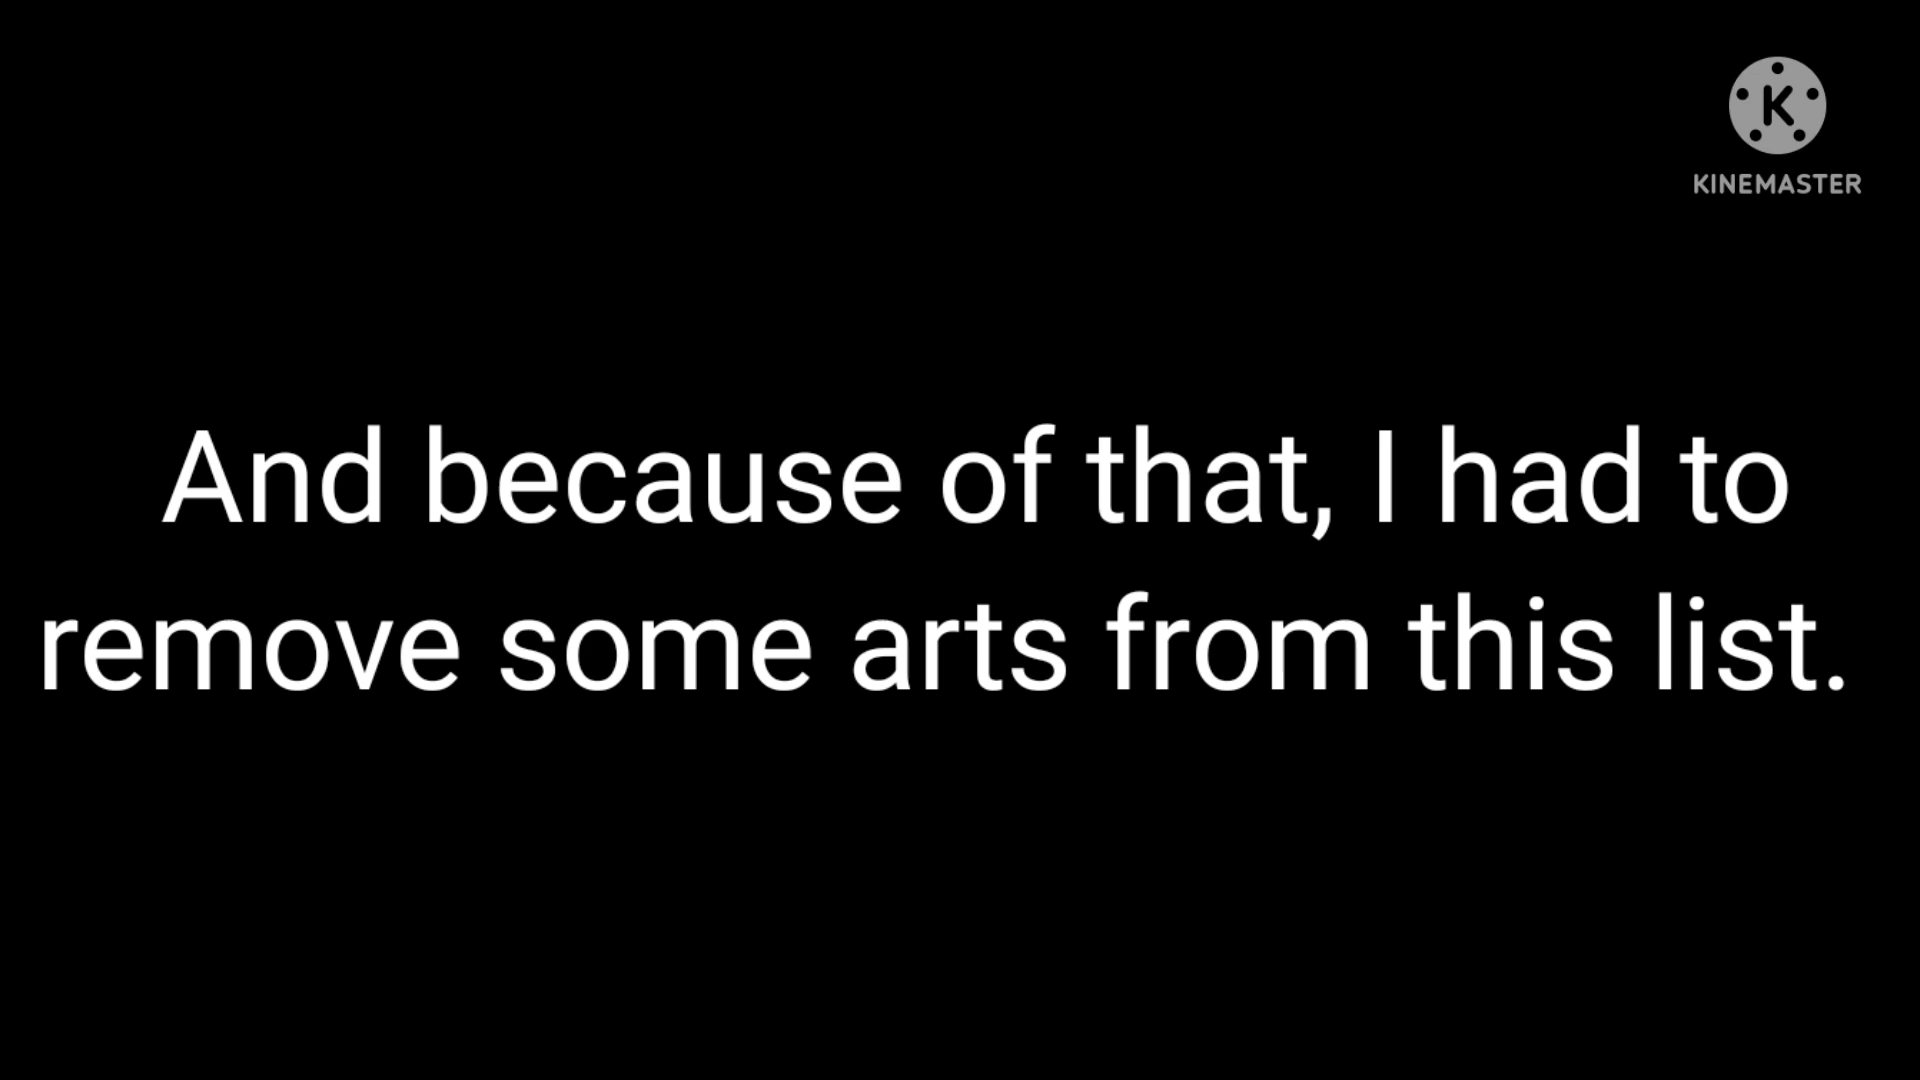 K
KINEMASTER
And because of that, I had to
remove some arts from this list.